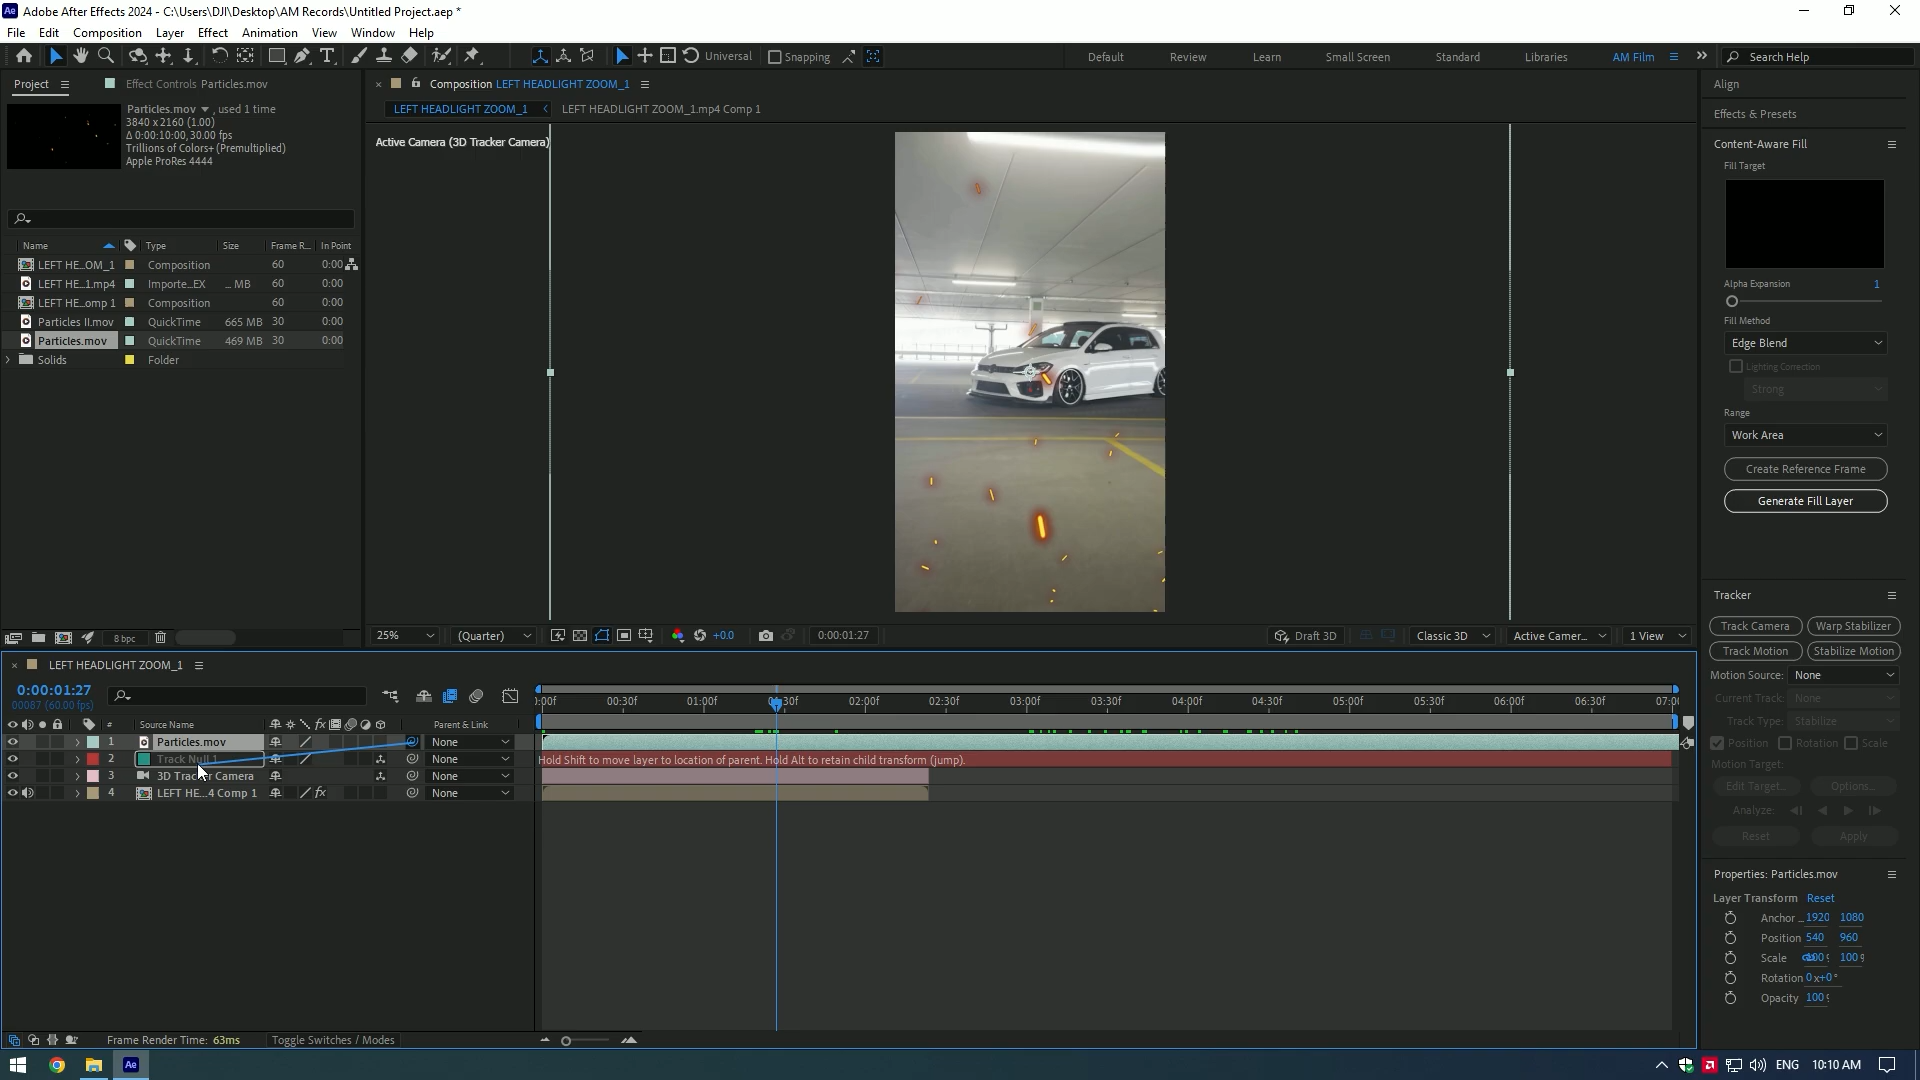 Adobe After Effects 2024 - C:\Users\DJI\Desktop\AM Records\Untitled Project.aep *
File Edit Composition Layer Effect Animation View Window Help
Universal Snapping Default Review Learn Small Screen Standard Libraries AM Film Search Help
Project Effect Controls Particles.mov
Particles.mov , used 1 time
3840 x 2160 (1.00)
Δ 0:00:10:00, 30.00 fps
Trillions of Colors+ (Premultiplied)
Apple ProRes 4444
Name Type Size Frame R... In Point
LEFT HE...OM_1 Composition 60 0:00
LEFT HE...1.mp4 Importe...EX ... MB 60 0:00
LEFT HE...omp 1 Composition 60 0:00
Particles II.mov QuickTime 665 MB 30 0:00
Particles.mov QuickTime 469 MB 30 0:00
Solids Folder
8 bpc
Composition LEFT HEADLIGHT ZOOM_1
LEFT HEADLIGHT ZOOM_1 LEFT HEADLIGHT ZOOM_1.mp4 Comp 1
Active Camera (3D Tracker Camera)
25% (Quarter) +0.0 0:00:01:27 Draft 3D Classic 3D Active Camer... 1 View
Align
Effects & Presets
Content-Aware Fill
Fill Target
Alpha Expansion 1
Fill Method
Edge Blend
Lighting Correction
Strong
Range
Work Area
Create Reference Frame
Generate Fill Layer
Tracker
Track Camera Warp Stabilizer
Track Motion Stabilize Motion
Motion Source: None
Current Track: None
Track Type: Stabilize
Position Rotation Scale
Motion Target:
Edit Target... Options...
Analyze:
Reset Apply
Properties: Particles.mov
Layer Transform Reset
Anchor ... 1920 1080
Position 540 960
Scale 100 100
Rotation 0x+0°
Opacity 100
LEFT HEADLIGHT ZOOM_1
0:00:01:27
00087 (60.00 fps)
# Source Name Parent & Link
:00f 00:30f 01:00f 30f 02:00f 02:30f 03:00f 03:30f 04:00f 04:30f 05:00f 05:30f 06:00f 06:30f 07:00
1 Particles.mov None
2 Track Null 1 None
Hold Shift to move layer to location of parent. Hold Alt to retain child transform (jump).
3 3D Tracker Camera None
4 LEFT HE...4 Comp 1 fx None
Frame Render Time: 63ms Toggle Switches / Modes
ENG 10:10 AM